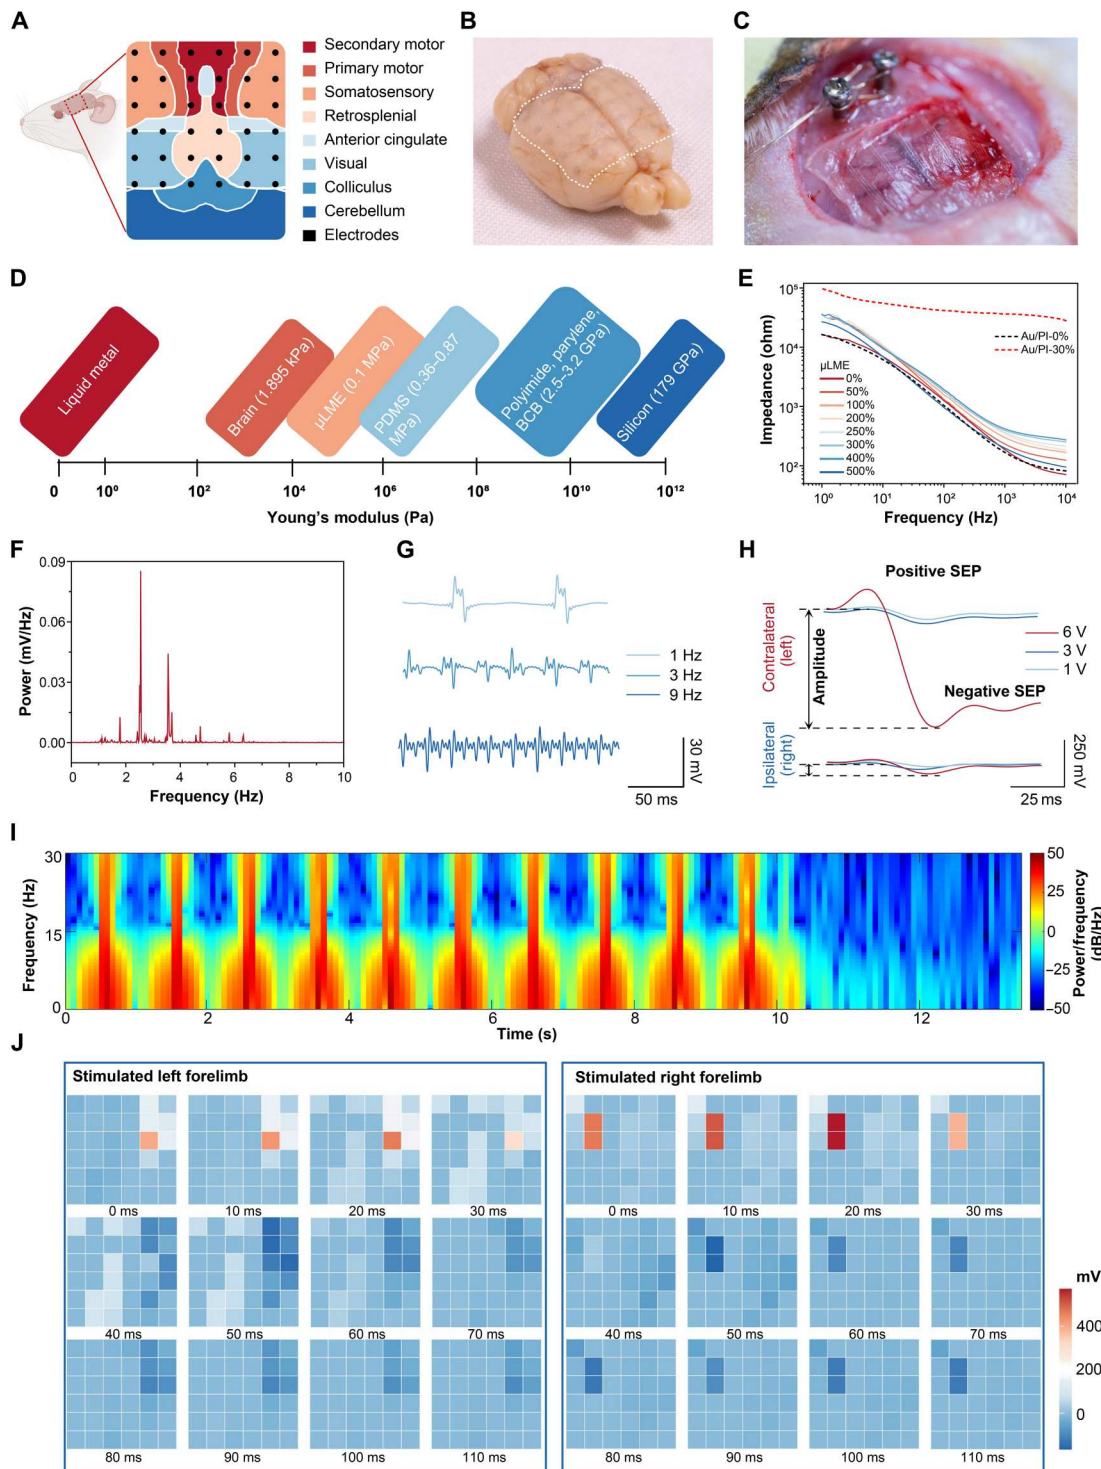 A
Secondary motor
Primary motor
Somatosensory
Retrosplenial
Anterior cingulate
Visual
Colliculus
Cerebellum
Electrodes
B
C
D
Liquid metal
Brain (1.895 kPa)
µLME (0.1 MPa)
PDMS (0.36–0.87
MPa)
Polyimide, parylene,
BCB (2.5–3.2 GPa)
Silicon (179 GPa)
0 10⁰ 10² 10⁴ 10⁶ 10⁸ 10¹⁰ 10¹²
Young's modulus (Pa)
E
Impedance (ohm)
10⁵
10⁴
10³
10²
Au/PI-0%
Au/PI-30%
µLME
0%
50%
100%
200%
250%
300%
400%
500%
10⁰ 10¹ 10² 10³ 10⁴
Frequency (Hz)
F
Power (mV/Hz)
0.09
0.06
0.03
0.00
0 2 4 6 8 10
Frequency (Hz)
G
1 Hz
3 Hz
9 Hz
30 mV
50 ms
H
Positive SEP
Contralateral
(left)
Amplitude
Negative SEP
6 V
3 V
1 V
Ipsilateral
(right)
250 mV
25 ms
I
Frequency (Hz)
30
15
0
0 2 4 6 8 10 12
Time (s)
50
25
0
−25
−50
Power/frequency
(dB/Hz)
J
Stimulated left forelimb
0 ms 10 ms 20 ms 30 ms
40 ms 50 ms 60 ms 70 ms
80 ms 90 ms 100 ms 110 ms
Stimulated right forelimb
0 ms 10 ms 20 ms 30 ms
40 ms 50 ms 60 ms 70 ms
80 ms 90 ms 100 ms 110 ms
mV
400
200
0